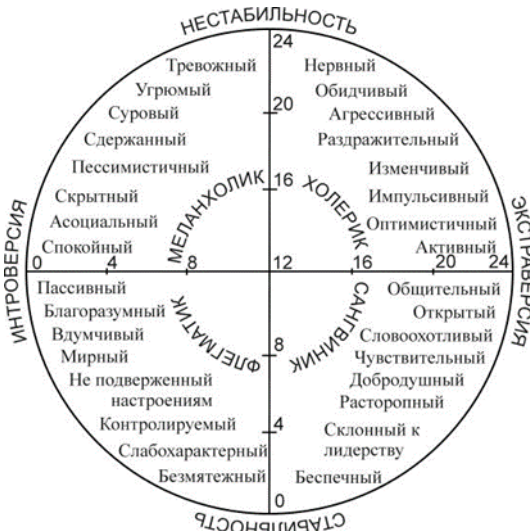 НЕСТАБИЛЬНОСТЬ
24
Тревожный
Нервный
Угрюмый
Обидчивый
20
Суровый
Агрессивный
Сдержанный
Раздражительный
Пессимистичный
Изменчивый
16
Скрытный
Импульсивный
Асоциальный
Оптимистичный
Спокойный
Активный
МЕЛАНХОЛИК
ХОЛЕРИК
ИНТРОВЕРСИЯ
ЭКСТРАВЕРСИЯ
0 4 8 12 16 20 24
Пассивный
Общительный
Благоразумный
Открытый
Вдумчивый
Словоохотливый
Мирный
Чувствительный
ФЛЕГМАТИК
САНГВИНИК
8
Не подверженный
настроениям
Добродушный
Расторопный
Контролируемый
4
Склонный к
лидерству
Слабохарактерный
Безмятежный
Беспечный
0
СТАБИЛЬНОСТЬ